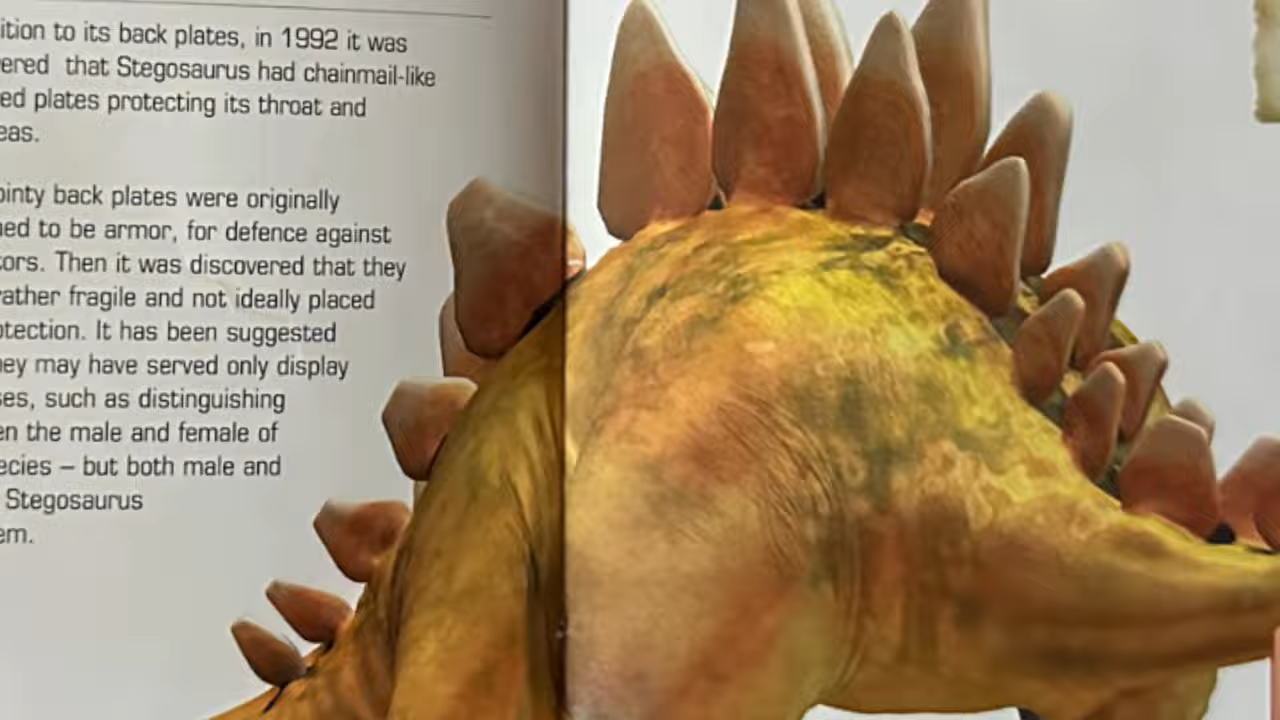 ition to its back plates, in 1992 it was
ered that Stegosaurus had chainmail-like
ed plates protecting its throat and
eas.
ointy back plates were originally
ned to be armor, for defence against
tors. Then it was discovered that they
rather fragile and not ideally placed
otection. It has been suggested
hey may have served only display
ses, such as distinguishing
en the male and female of
ecies – but both male and
Stegosaurus
em.